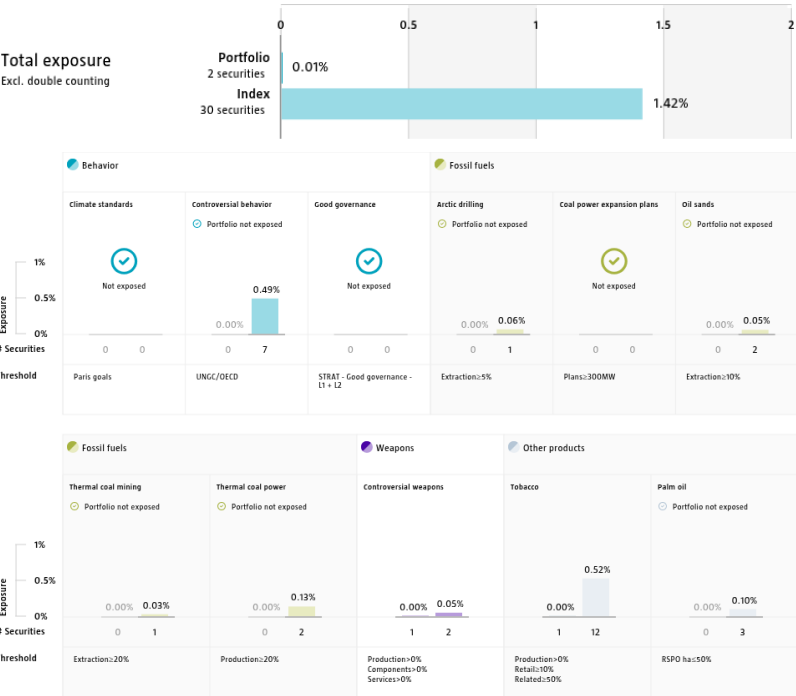 0 0.5 1 1.5 2
Total exposure
Excl. double counting
Portfolio
2 securities
0.01%
Index
30 securities
1.42%
Behavior
Fossil fuels
Climate standards
Controversial behavior
Good governance
Arctic drilling
Coal power expansion plans
Oil sands
Portfolio not exposed
Portfolio not exposed
Portfolio not exposed
Not exposed
Not exposed
Not exposed
Exposure
1%
0.5%
0%
0.00% 0.49%
0.00% 0.06%
0.00% 0.05%
# Securities
0 0
0 7
0 0
0 1
0 0
0 2
hreshold
Paris goals
UNGC/OECD
STRAT - Good governance -
L1 + L2
Extraction≥5%
Plans≥300MW
Extraction≥10%
Fossil fuels
Weapons
Other products
Thermal coal mining
Thermal coal power
Controversial weapons
Tobacco
Palm oil
Portfolio not exposed
Portfolio not exposed
Portfolio not exposed
Exposure
1%
0.5%
0%
0.00% 0.03%
0.00% 0.13%
0.00% 0.05%
0.00% 0.52%
0.00% 0.10%
# Securities
0 1
0 2
1 2
1 12
0 3
hreshold
Extraction≥20%
Production≥20%
Production>0%
Components>0%
Services>0%
Production>0%
Retail≥10%
Related≥50%
RSPO ha≤50%